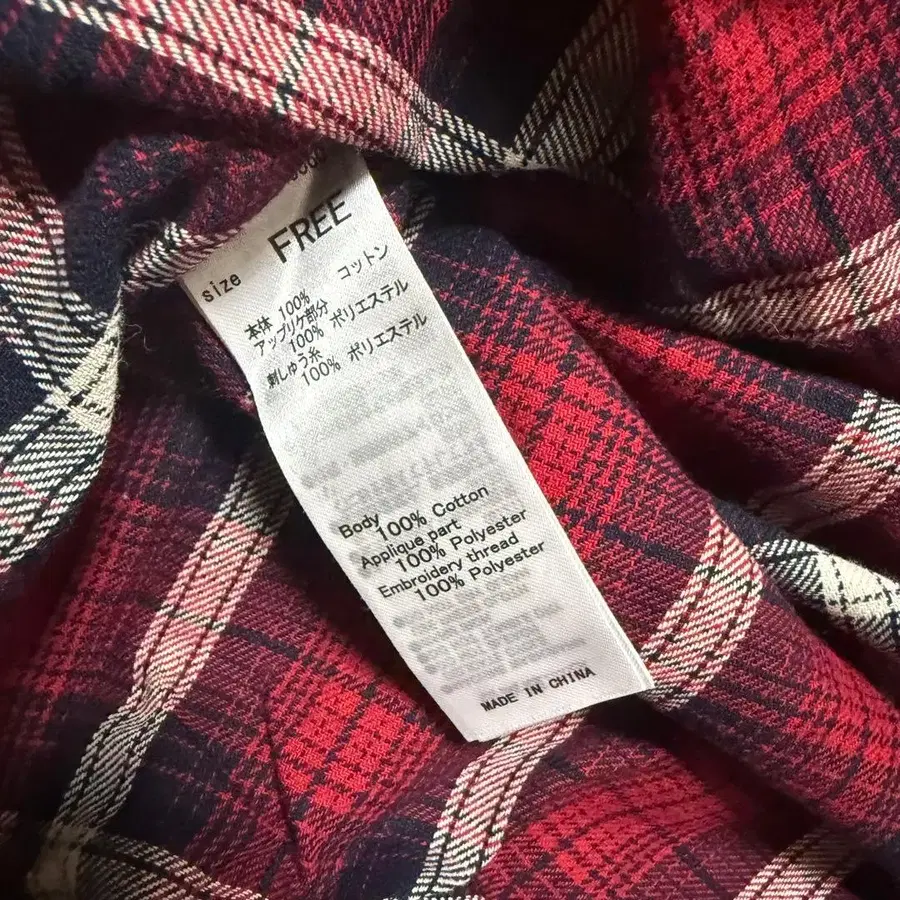 size FREE
本体 100% コットン
アップリケ部分
100% ポリエステル
刺しゅう糸
100% ポリエステル
Body
100% Cotton
Applique part
100% Polyester
Embroidery thread
100% Polyester
MADE IN CHINA